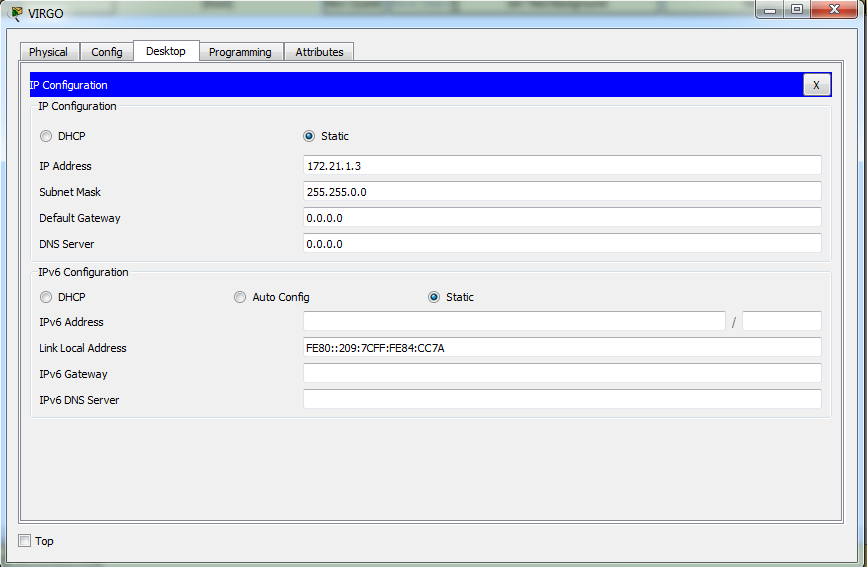 VIRGO
Physical Config Desktop Programming Attributes
IP Configuration X
IP Configuration
DHCP Static
IP Address 172.21.1.3
Subnet Mask 255.255.0.0
Default Gateway 0.0.0.0
DNS Server 0.0.0.0
IPv6 Configuration
DHCP Auto Config Static
IPv6 Address /
Link Local Address FE80::209:7CFF:FE84:CC7A
IPv6 Gateway
IPv6 DNS Server
Top